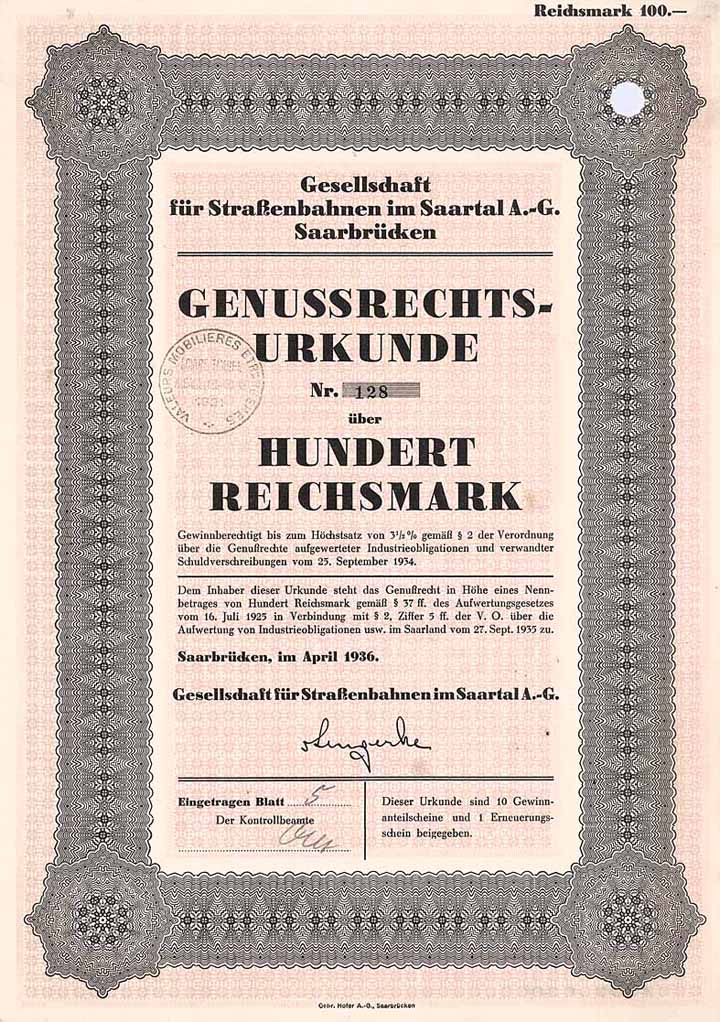 Reichsmark 100.—
Gesellschaft
für Straßenbahnen im Saartal A.-G.
Saarbrücken
GENUSSRECHTS-
URKUNDE
VALEURS MOBILIERES
Nr. 128
über
HUNDERT
REICHSMARK
Gewinnberechtigt bis zum Höchstsatz von 3½% gemäß § 2 der Verordnung
über die Genußrechte aufgewerteter Industrieobligationen und verwandter
Schuldverschreibungen vom 25. September 1934.
Dem Inhaber dieser Urkunde steht das Genußrecht in Höhe eines Nenn-
betrages von Hundert Reichsmark gemäß § 37 ff. des Aufwertungsgesetzes
vom 16. Juli 1925 in Verbindung mit § 2, Ziffer 5 ff. der V. O. über die
Aufwertung von Industrieobligationen usw. im Saarland vom 27. Sept. 1935 zu.
Saarbrücken, im April 1936.
Gesellschaft für Straßenbahnen im Saartal A.-G.
Eingetragen Blatt 5
Der Kontrollbeamte
Dieser Urkunde sind 10 Gewinn-
anteilscheine und 1 Erneuerungs-
schein beigegeben.
Gebr. Hofer A.-G., Saarbrücken